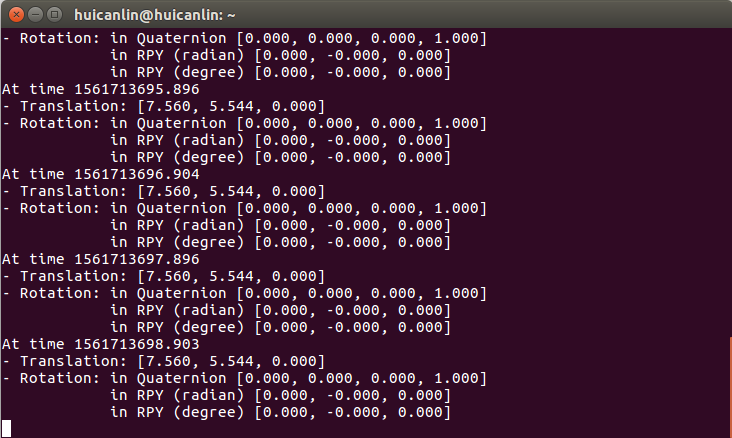 huicanlin@huicanlin: ~
- Rotation: in Quaternion [0.000, 0.000, 0.000, 1.000]
            in RPY (radian) [0.000, -0.000, 0.000]
            in RPY (degree) [0.000, -0.000, 0.000]
At time 1561713695.896
- Translation: [7.560, 5.544, 0.000]
- Rotation: in Quaternion [0.000, 0.000, 0.000, 1.000]
            in RPY (radian) [0.000, -0.000, 0.000]
            in RPY (degree) [0.000, -0.000, 0.000]
At time 1561713696.904
- Translation: [7.560, 5.544, 0.000]
- Rotation: in Quaternion [0.000, 0.000, 0.000, 1.000]
            in RPY (radian) [0.000, -0.000, 0.000]
            in RPY (degree) [0.000, -0.000, 0.000]
At time 1561713697.896
- Translation: [7.560, 5.544, 0.000]
- Rotation: in Quaternion [0.000, 0.000, 0.000, 1.000]
            in RPY (radian) [0.000, -0.000, 0.000]
            in RPY (degree) [0.000, -0.000, 0.000]
At time 1561713698.903
- Translation: [7.560, 5.544, 0.000]
- Rotation: in Quaternion [0.000, 0.000, 0.000, 1.000]
            in RPY (radian) [0.000, -0.000, 0.000]
            in RPY (degree) [0.000, -0.000, 0.000]